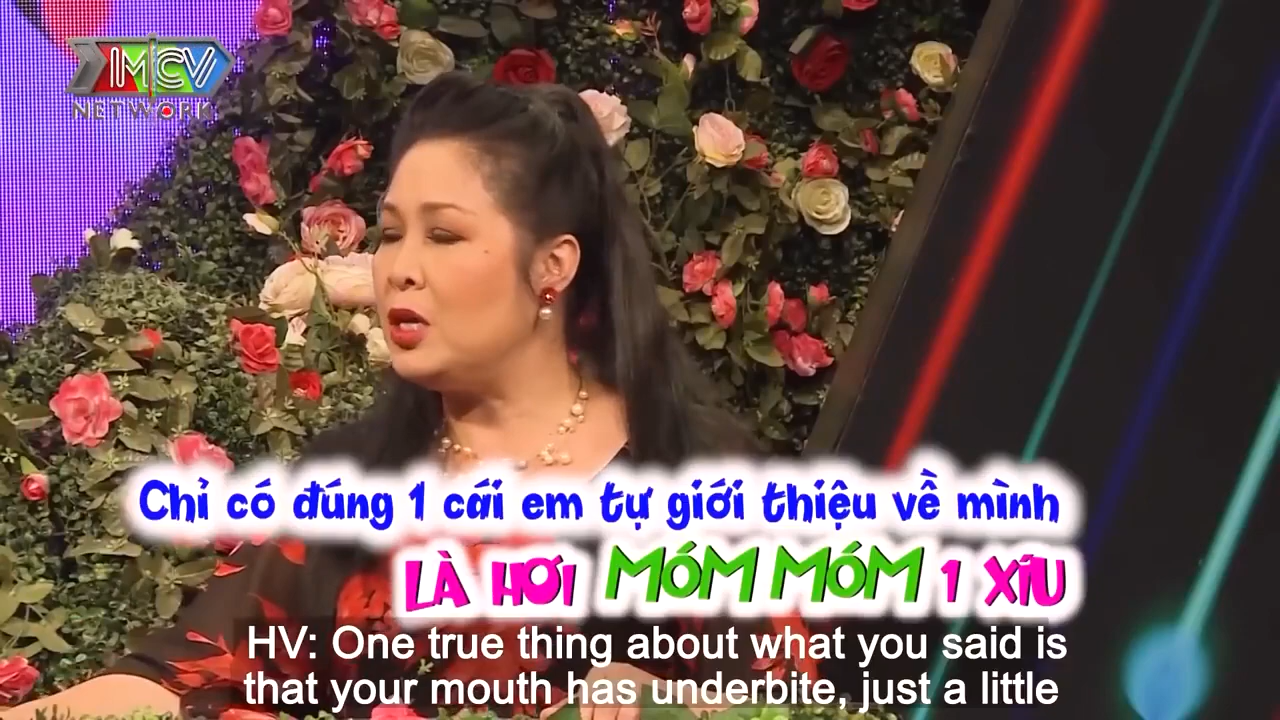 MCV
NETWORK
Chỉ có đúng 1 cái em tự giới thiệu về mình
LÀ HƠI MÓM MÓM 1 XÍU
HV: One true thing about what you said is
that your mouth has underbite, just a little